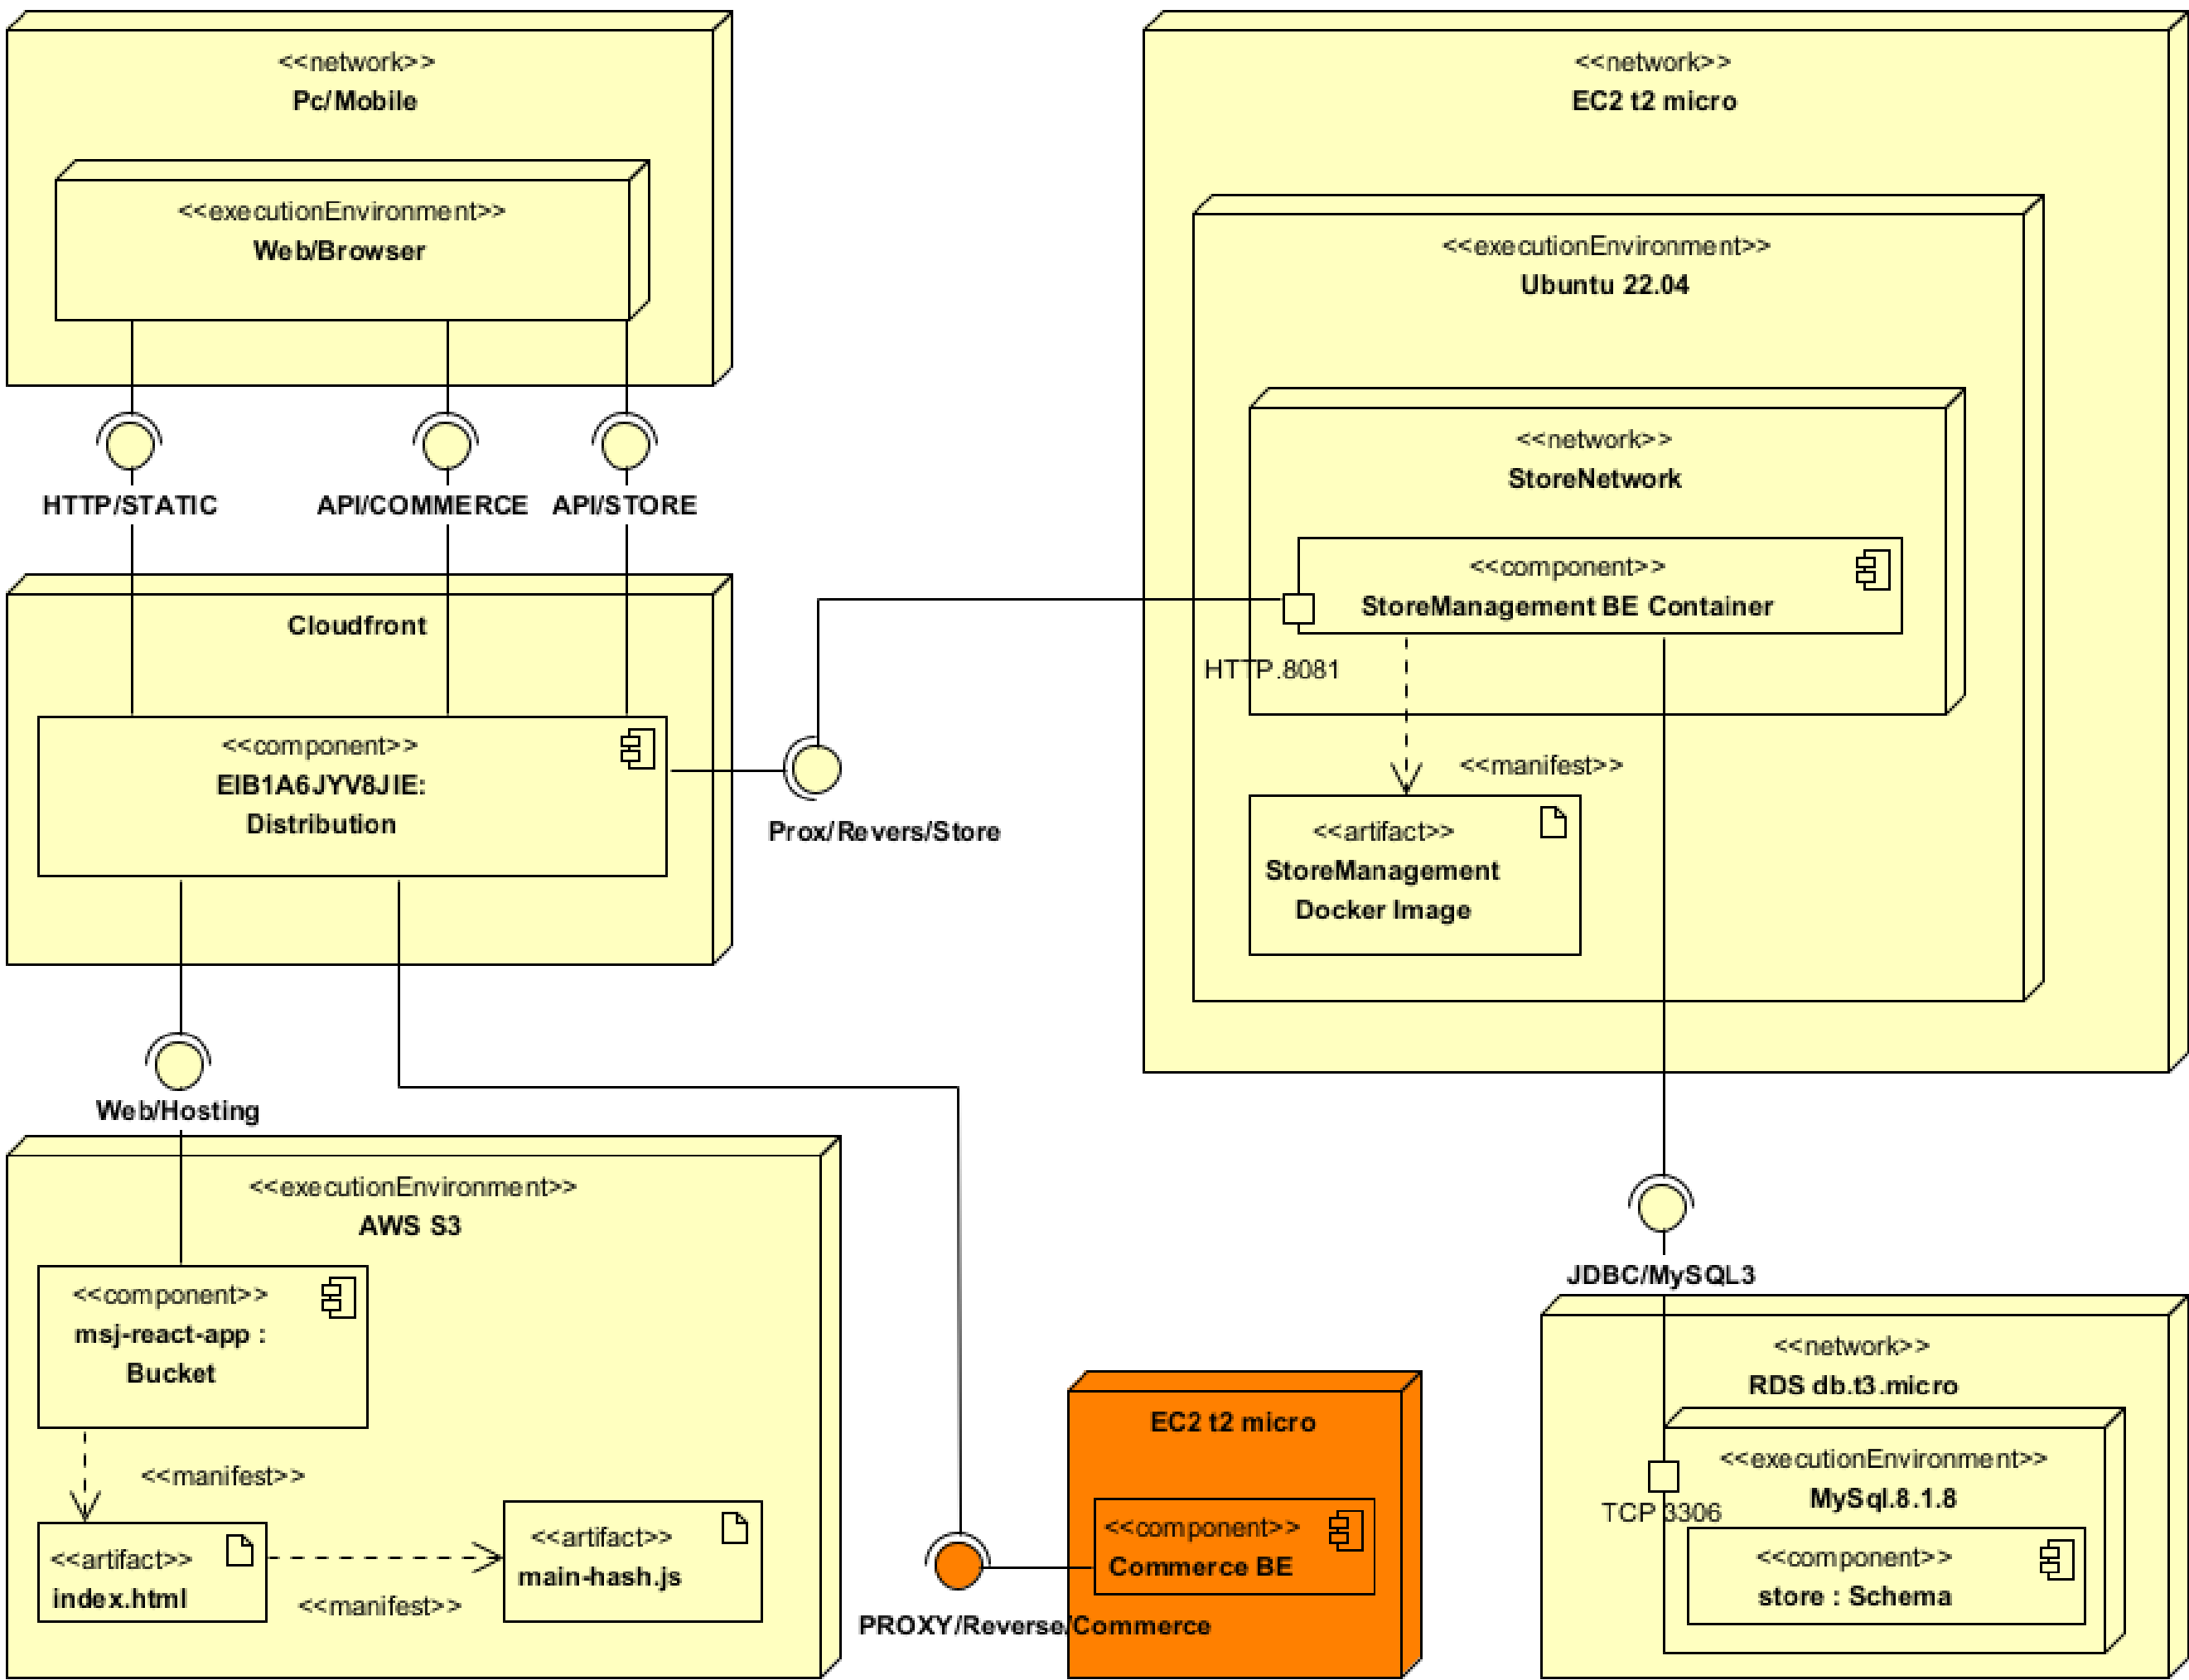 <<network>>
Pc/Mobile
<<executionEnvironment>>
Web/Browser
HTTP/STATIC
API/COMMERCE
API/STORE
Cloudfront
<<component>>
EIB1A6JYV8JIE:
Distribution
Prox/Revers/Store
Web/Hosting
<<executionEnvironment>>
AWS S3
<<component>>
msj-react-app :
Bucket
<<manifest>>
<<artifact>>
index.html
<<manifest>>
<<artifact>>
main-hash.js
<<network>>
EC2 t2 micro
<<executionEnvironment>>
Ubuntu 22.04
<<network>>
StoreNetwork
<<component>>
StoreManagement BE Container
HTTP.8081
<<manifest>>
<<artifact>>
StoreManagement
Docker Image
JDBC/MySQL3
EC2 t2 micro
<<component>>
Commerce BE
PROXY/Reverse/Commerce
<<network>>
RDS db.t3.micro
<<executionEnvironment>>
MySql.8.1.8
TCP 3306
<<component>>
store : Schema